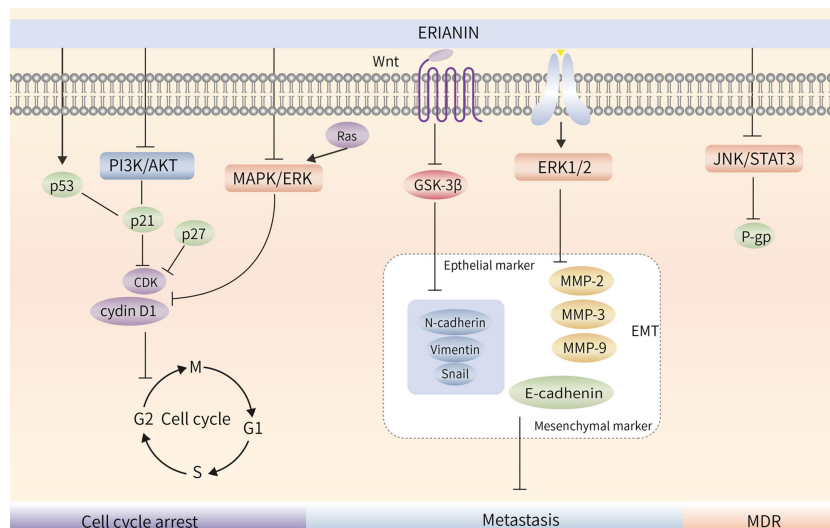 ERIANIN
Wnt
Ras
PI3K/AKT
p53
MAPK/ERK
GSK-3β
ERK1/2
JNK/STAT3
p21
p27
P-gp
CDK
cydin D1
Epthelial marker
MMP-2
MMP-3
MMP-9
EMT
N-cadherin
Vimentin
Snail
E-cadhenin
Mesenchymal marker
M
G2
Cell cycle
G1
S
Cell cycle arrest
Metastasis
MDR